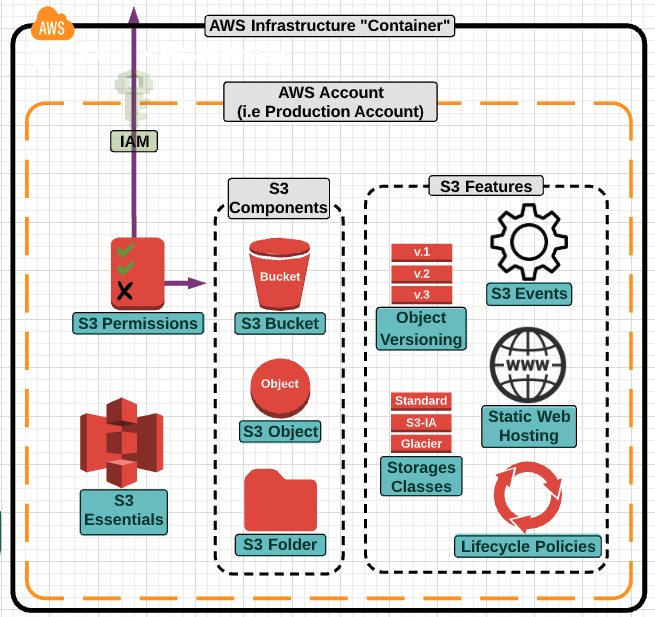 AWS
AWS Infrastructure "Container"
AWS Account
(i.e Production Account)
IAM
S3 Permissions
S3
Essentials
S3
Components
Bucket
S3 Bucket
Object
S3 Object
S3 Folder
S3 Features
v.1
v.2
v.3
Object
Versioning
S3 Events
WWW
Static Web
Hosting
Standard
S3-IA
Glacier
Storages
Classes
Lifecycle Policies